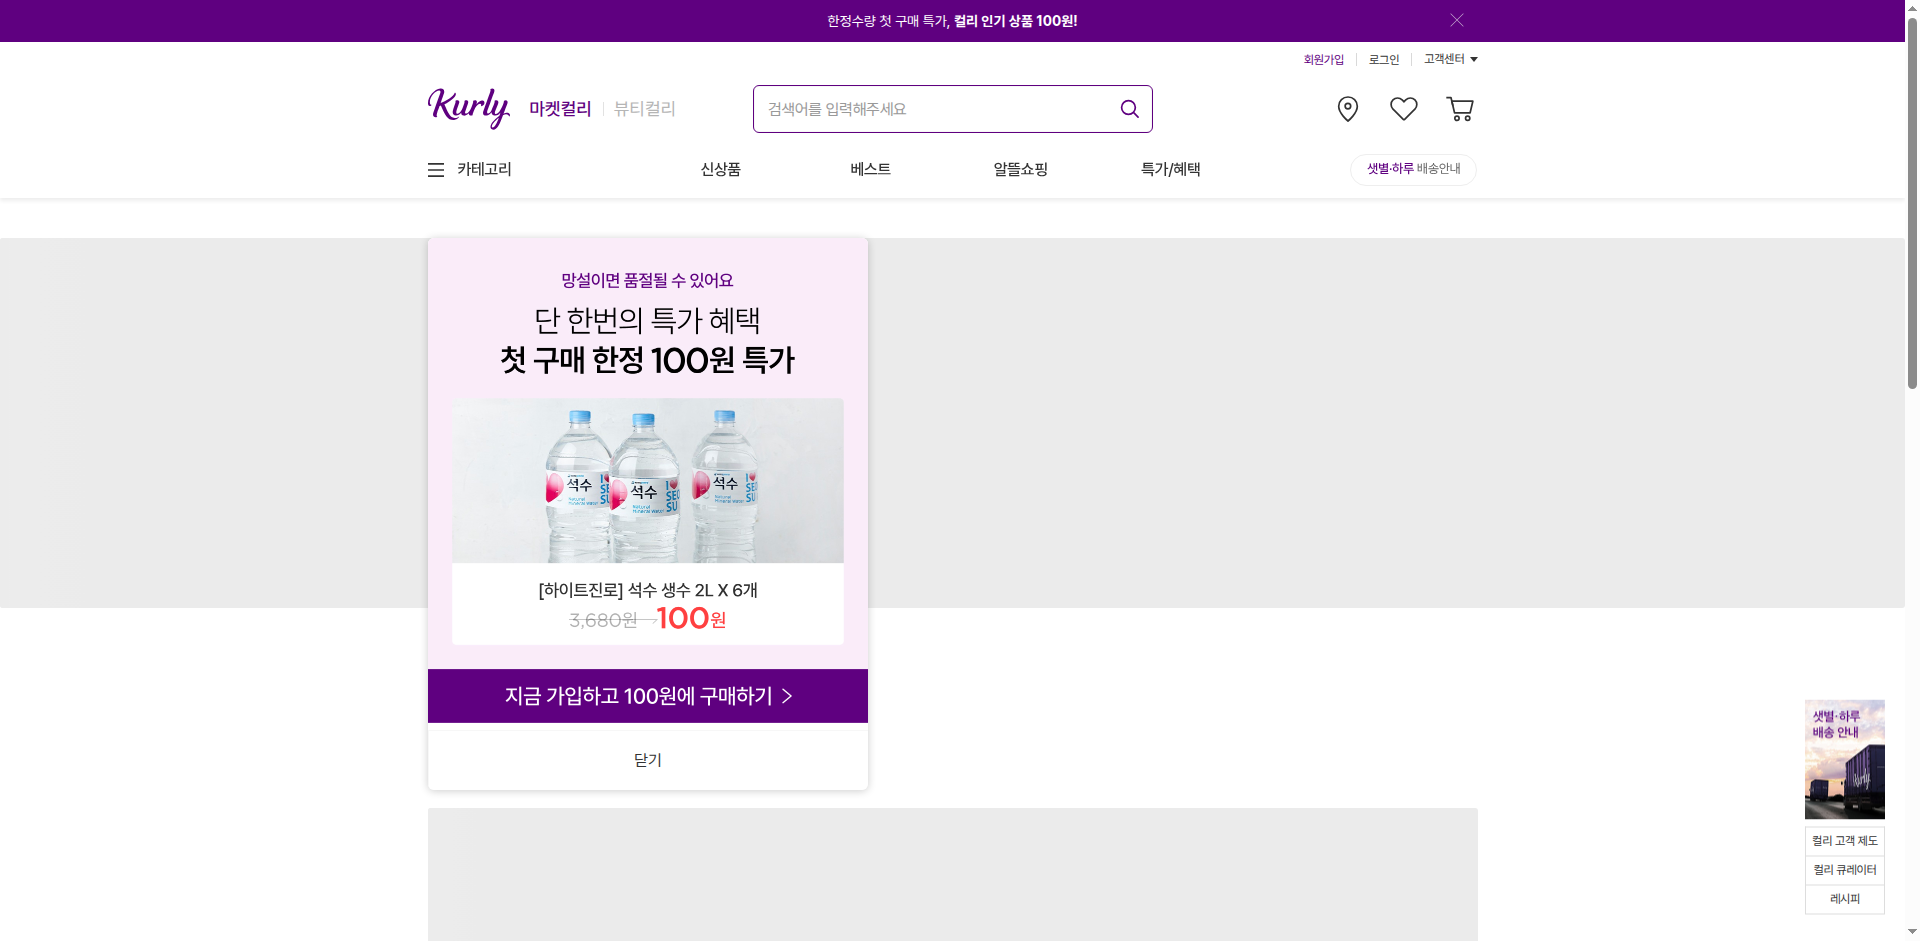 한정수량 첫 구매 특가, 컬리 인기 상품 100원!
회원가입
로그인
고객센터
Kurly
마켓컬리
뷰티컬리
검색어를 입력해주세요
카테고리
신상품
베스트
알뜰쇼핑
특가/혜택
샛별·하루 배송안내
망설이면 품절될 수 있어요
단 한번의 특가 혜택
첫 구매 한정 100원 특가
석수
석수
석수
Natural
Mineral Water
[하이트진로] 석수 생수 2L X 6개
3,680원→100원
지금 가입하고 100원에 구매하기 >
닫기
샛별·하루
배송 안내
Kurly
컬리 고객 제도
컬리 큐레이터
레시피